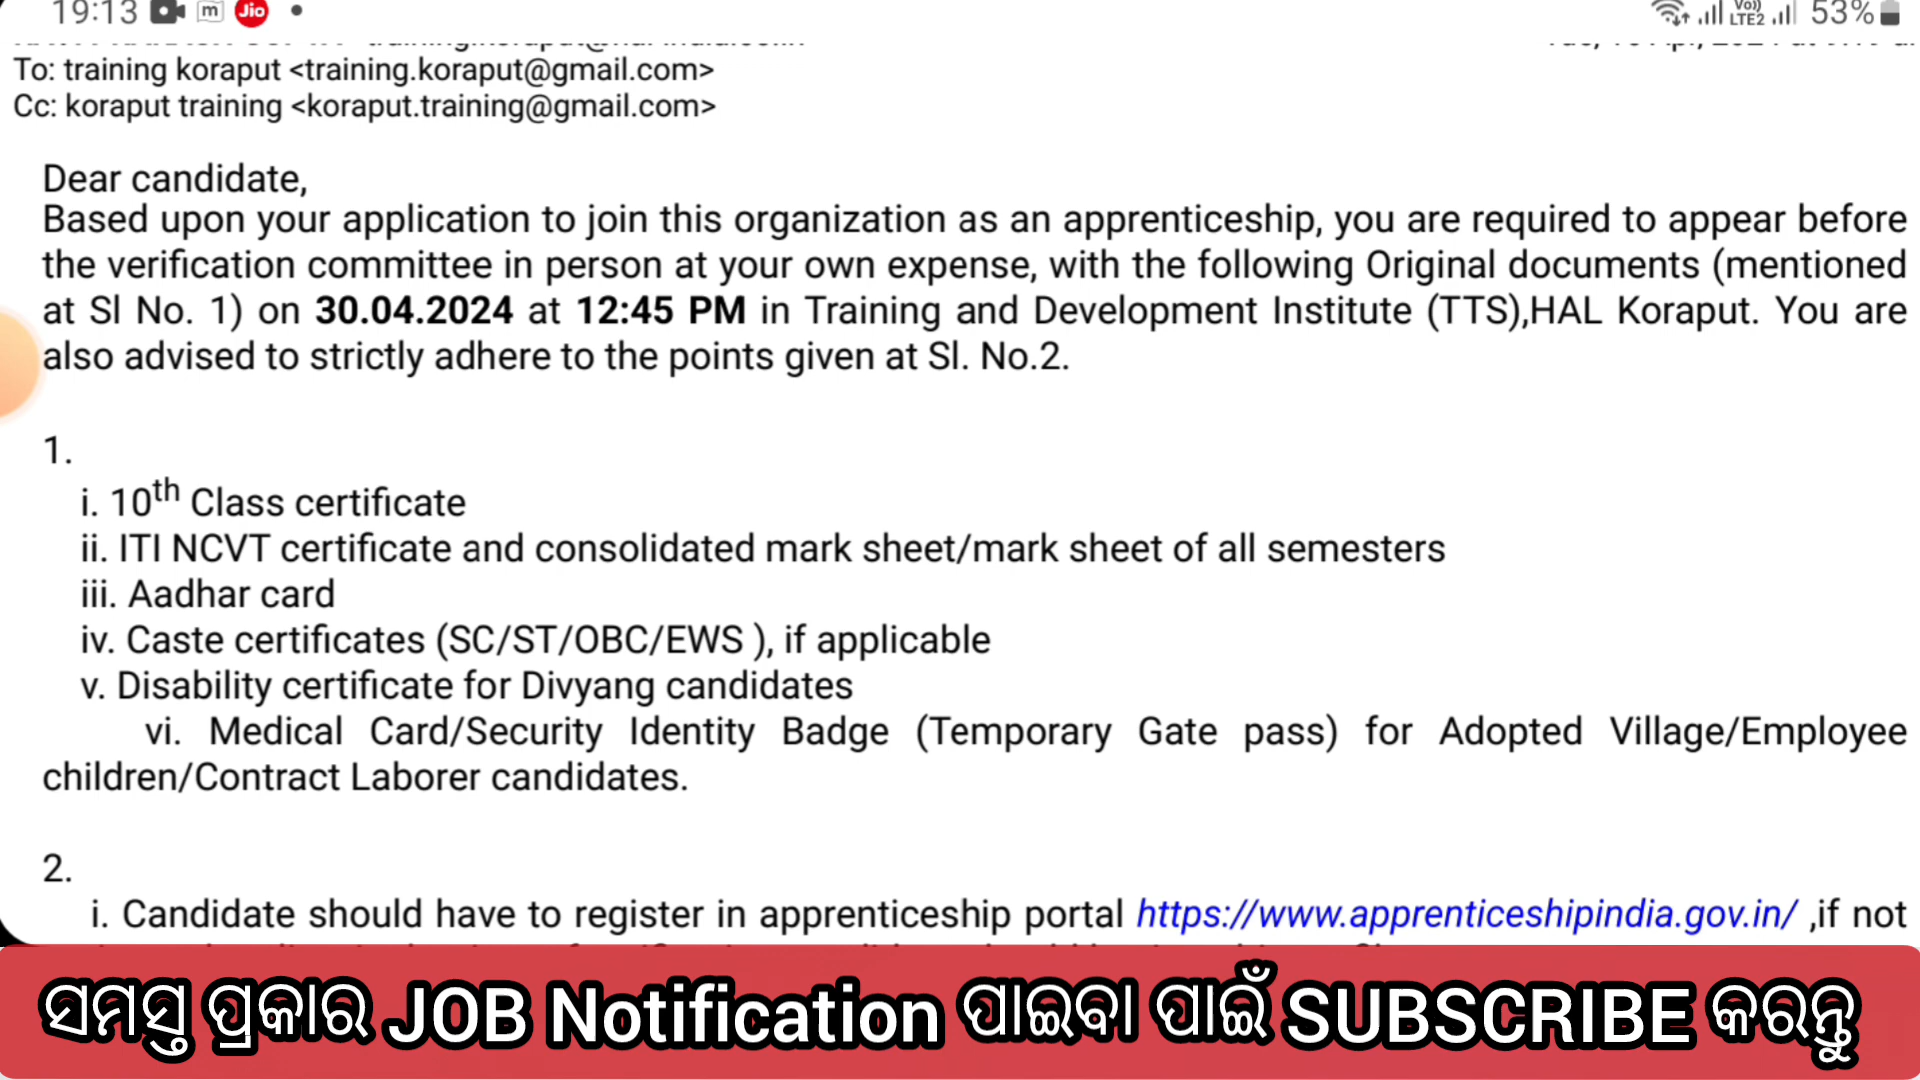 19:13 m Jio Vo)) LTE2 53%
To: training koraput <training.koraput@gmail.com>
Cc: koraput training <koraput.training@gmail.com>
Dear candidate,
Based upon your application to join this organization as an apprenticeship, you are required to appear before
the verification committee in person at your own expense, with the following Original documents (mentioned
at Sl No. 1) on 30.04.2024 at 12:45 PM in Training and Development Institute (TTS),HAL Koraput. You are
also advised to strictly adhere to the points given at Sl. No.2.
1.
i. 10th Class certificate
ii. ITI NCVT certificate and consolidated mark sheet/mark sheet of all semesters
iii. Aadhar card
iv. Caste certificates (SC/ST/OBC/EWS ), if applicable
v. Disability certificate for Divyang candidates
vi. Medical Card/Security Identity Badge (Temporary Gate pass) for Adopted Village/Employee
children/Contract Laborer candidates.
2.
i. Candidate should have to register in apprenticeship portal https://www.apprenticeshipindia.gov.in/ ,if not
ସମସ୍ତ ପ୍ରକାର JOB Notification ପାଇବା ପାଇଁ SUBSCRIBE କରନ୍ତୁ